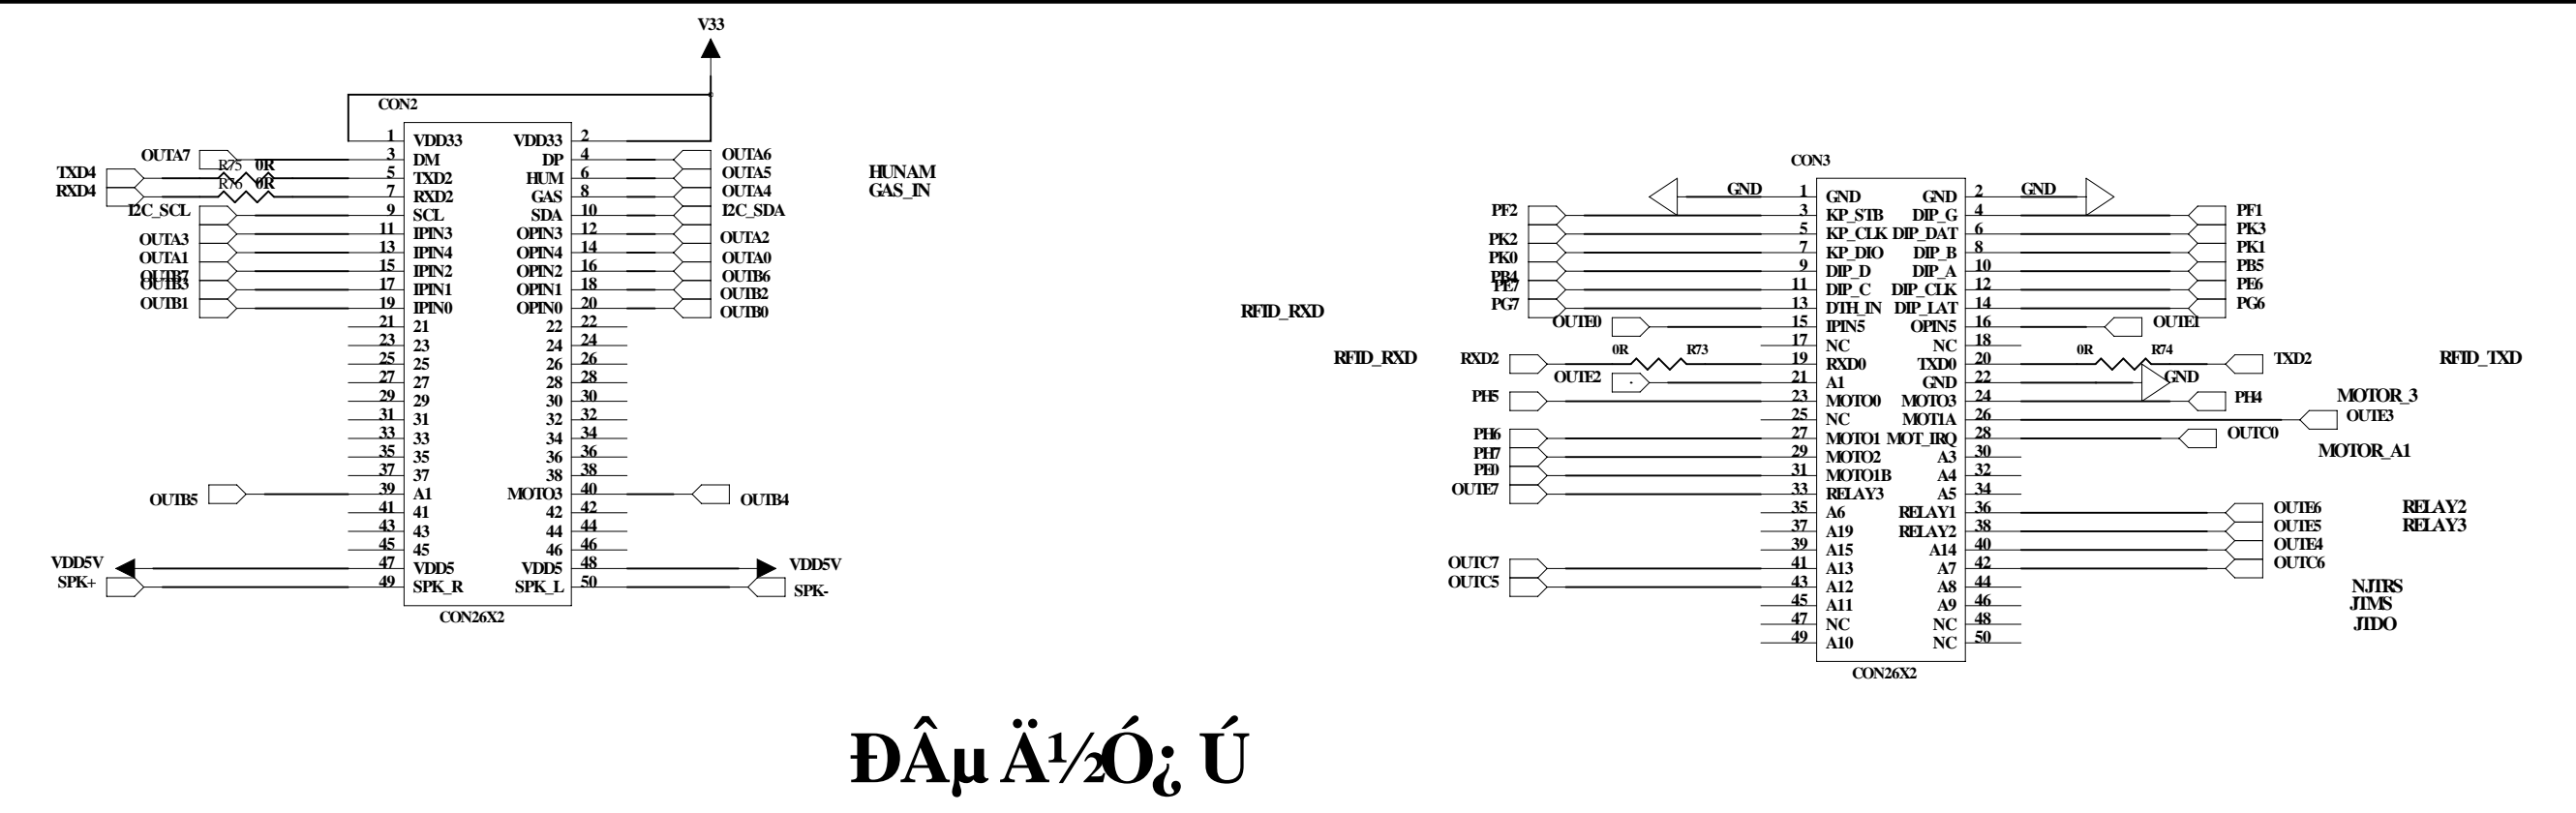 V33
CON2
1 VDD33 VDD33 2
OUTA7 3 DM DP 4 OUTA6
TXD4 R75 0R 5 TXD2 HUM 6 OUTA5 HUNAM
RXD4 R76 0R 7 RXD2 GAS 8 OUTA4 GAS_IN
I2C_SCL 9 SCL SDA 10 I2C_SDA
OUTA3 11 IPIN3 OPIN3 12 OUTA2
OUTA1 13 IPIN4 OPIN4 14 OUTA0
OUTB7 15 IPIN2 OPIN2 16 OUTB6
OUTB3 17 IPIN1 OPIN1 18 OUTB2
OUTB1 19 IPIN0 OPIN0 20 OUTB0
21 21 22 22
23 23 24 24
25 25 26 26
27 27 28 28
29 29 30 30
31 31 32 32
33 33 34 34
35 35 36 36
37 37 38 38
OUTB5 39 A1 MOTO3 40 OUTB4
41 41 42 42
43 43 44 44
45 45 46 46
VDD5V 47 VDD5 VDD5 48 VDD5V
SPK+ 49 SPK_R SPK_L 50 SPK-
CON26X2
CON3
GND 1 GND GND 2 GND
PF2 3 KP_STB DIP_G 4 PF1
PK2 5 KP_CLK DIP_DAT 6 PK3
PK0 7 KP_DIO DIP_B 8 PK1
PB4 9 DIP_D DIP_A 10 PB5
PE7 11 DIP_C DIP_CLK 12 PE6
RFID_RXD PG7 13 DTH_IN DIP_LAT 14 PG6
OUTE0 15 IPIN5 OPIN5 16 OUTE1
17 NC NC 18
RFID_RXD RXD2 0R R73 19 RXD0 TXD0 20 0R R74 TXD2 RFID_TXD
OUTE2 21 A1 GND 22 GND
PH5 23 MOTO0 MOTO3 24 PH4 MOTOR_3
25 NC MOT1A 26 OUTE3
PH6 27 MOTO1 MOT_IRQ 28 OUTC0
PH7 29 MOTO2 A3 30 MOTOR_A1
PE0 31 MOTO1B A4 32
OUTE7 33 RELAY3 A5 34
35 A6 RELAY1 36 OUTE6 RELAY2
37 A19 RELAY2 38 OUTE5 RELAY3
39 A15 A14 40 OUTE4
OUTC7 41 A13 A7 42 OUTC6
OUTC5 43 A12 A8 44 NJTRS
45 A11 A9 46 JTMS
47 NC NC 48 JTDO
49 A10 NC 50
CON26X2
ÐÂµ Ä½Ó¿ Ú